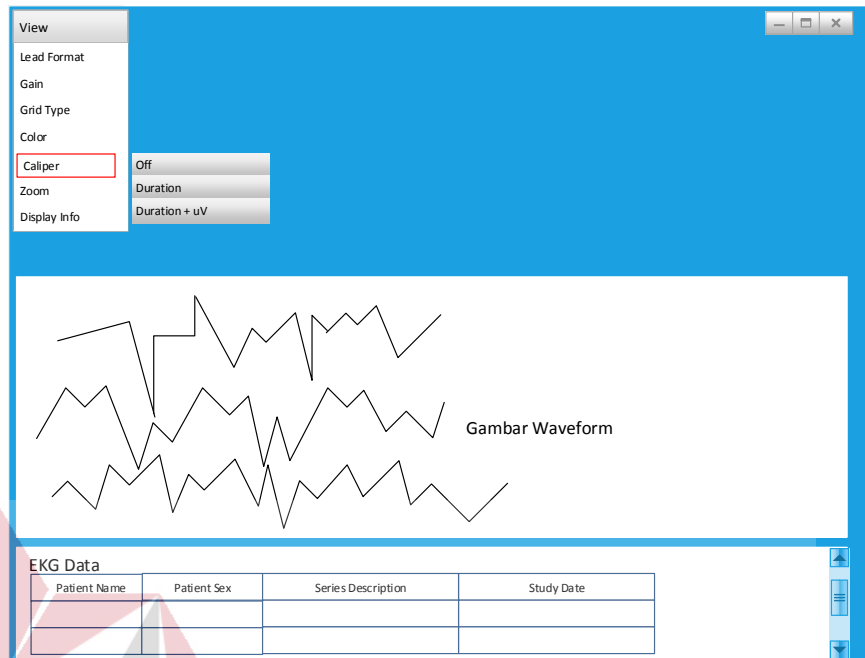 View
Lead Format
Gain
Grid Type
Color
Caliper
Off
Duration
Duration + uV
Zoom
Display Info
Gambar Waveform
EKG Data
Patient Name Patient Sex Series Description Study Date